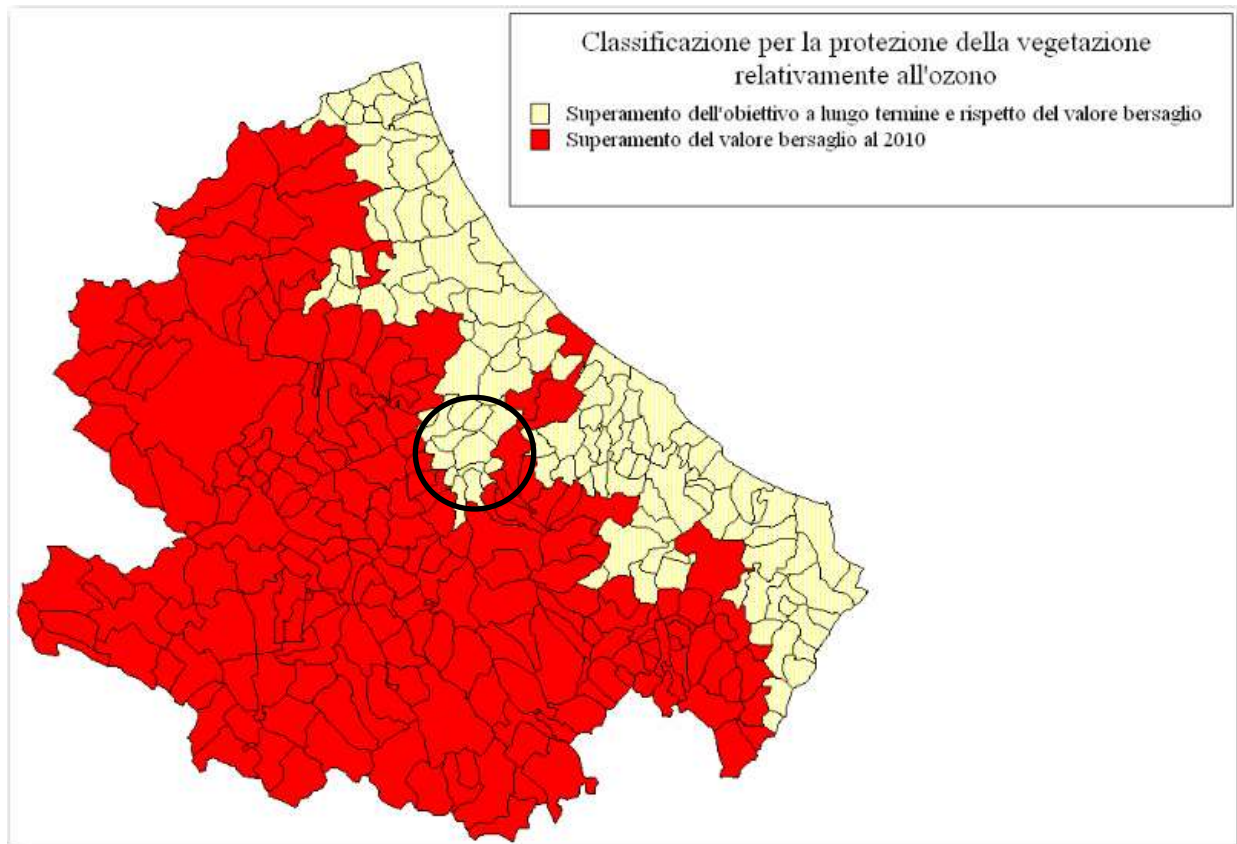 Classificazione per la protezione della vegetazione
relativamente all'ozono
Superamento dell'obiettivo a lungo termine e rispetto del valore bersaglio
Superamento del valore bersaglio al 2010